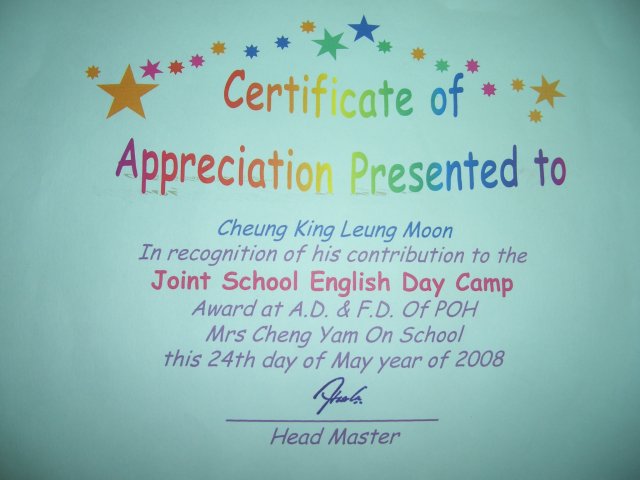 Certificate of
Appreciation Presented to
Cheung King Leung Moon
In recognition of his contribution to the
Joint School English Day Camp
Award at A.D. & F.D. Of POH
Mrs Cheng Yam On School
this 24th day of May year of 2008
Head Master